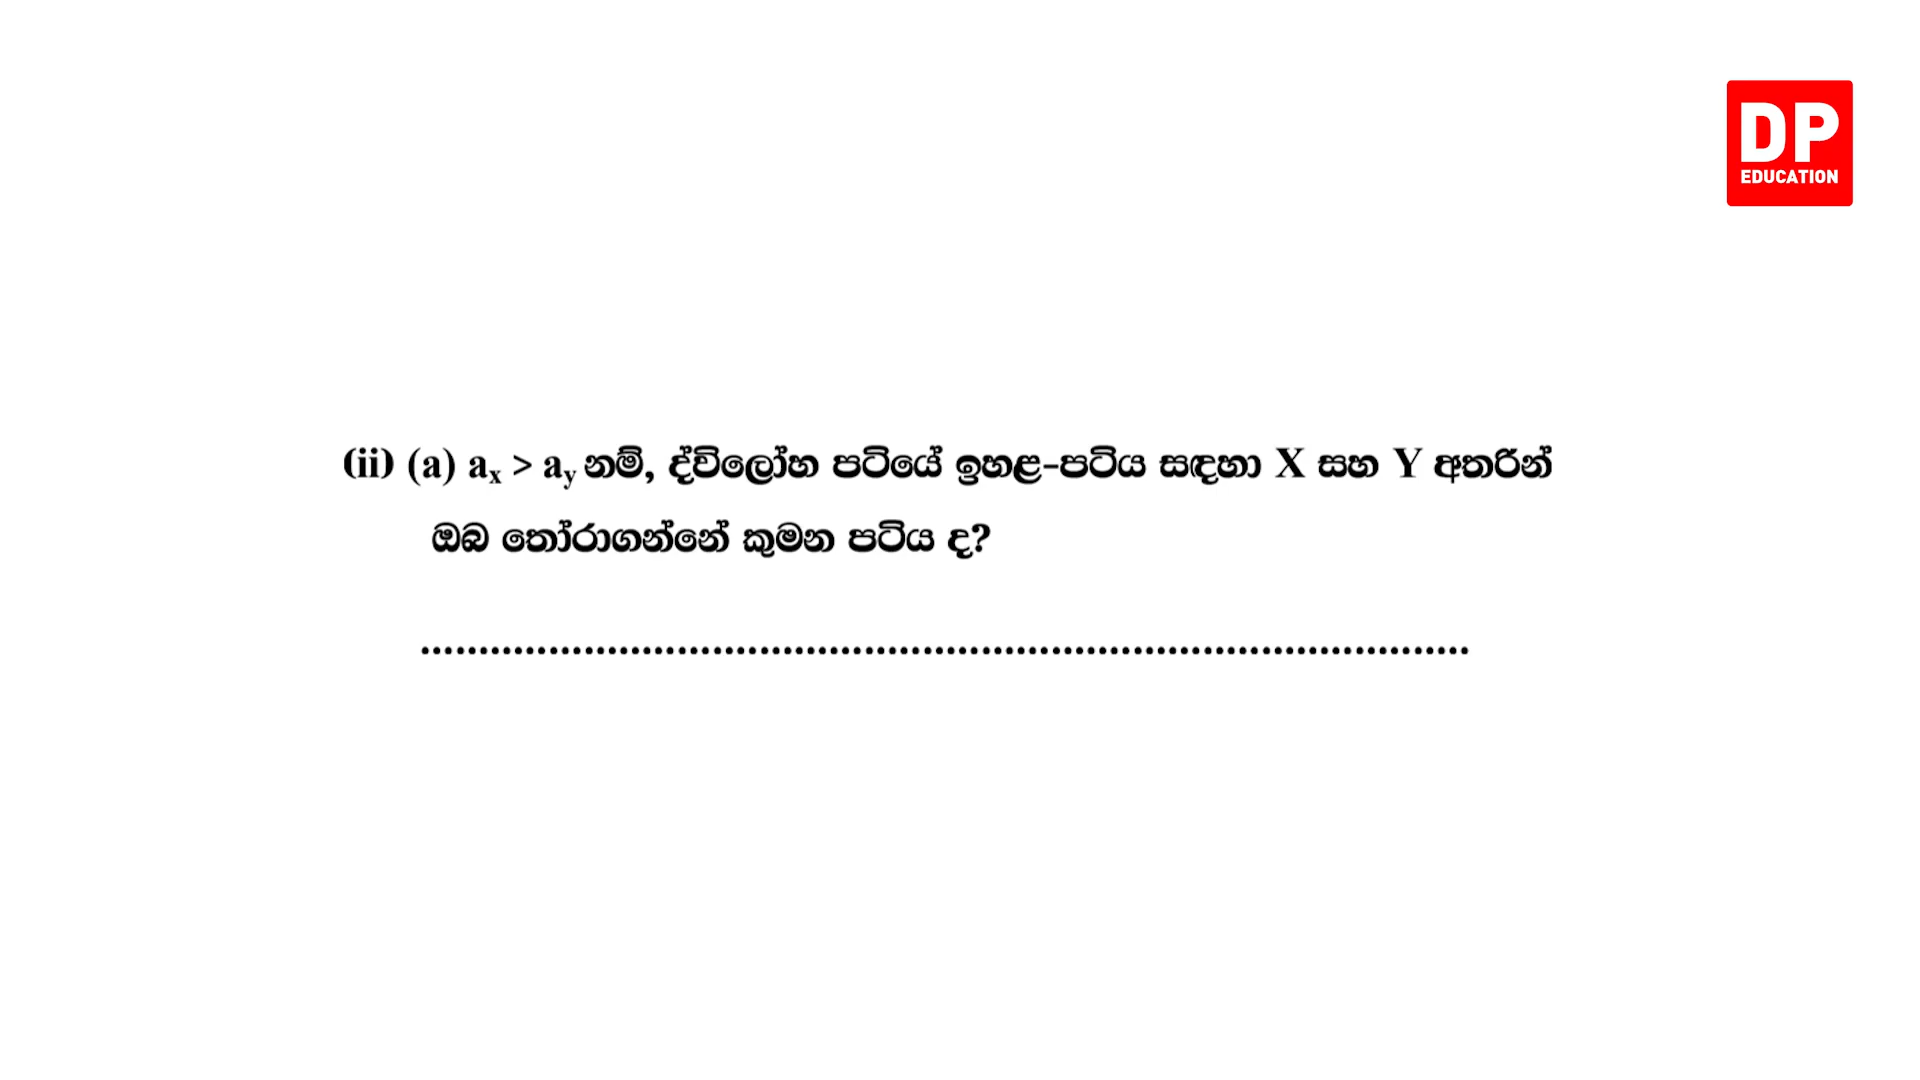 DP
EDUCATION
(ii) (a) aₓ > aᵧ නම්, ද්විලෝහ පටියේ ඉහළ-පටිය සඳහා X සහ Y අතරින්
ඔබ තෝරාගන්නේ කුමන පටිය ද?
..........................................................................................